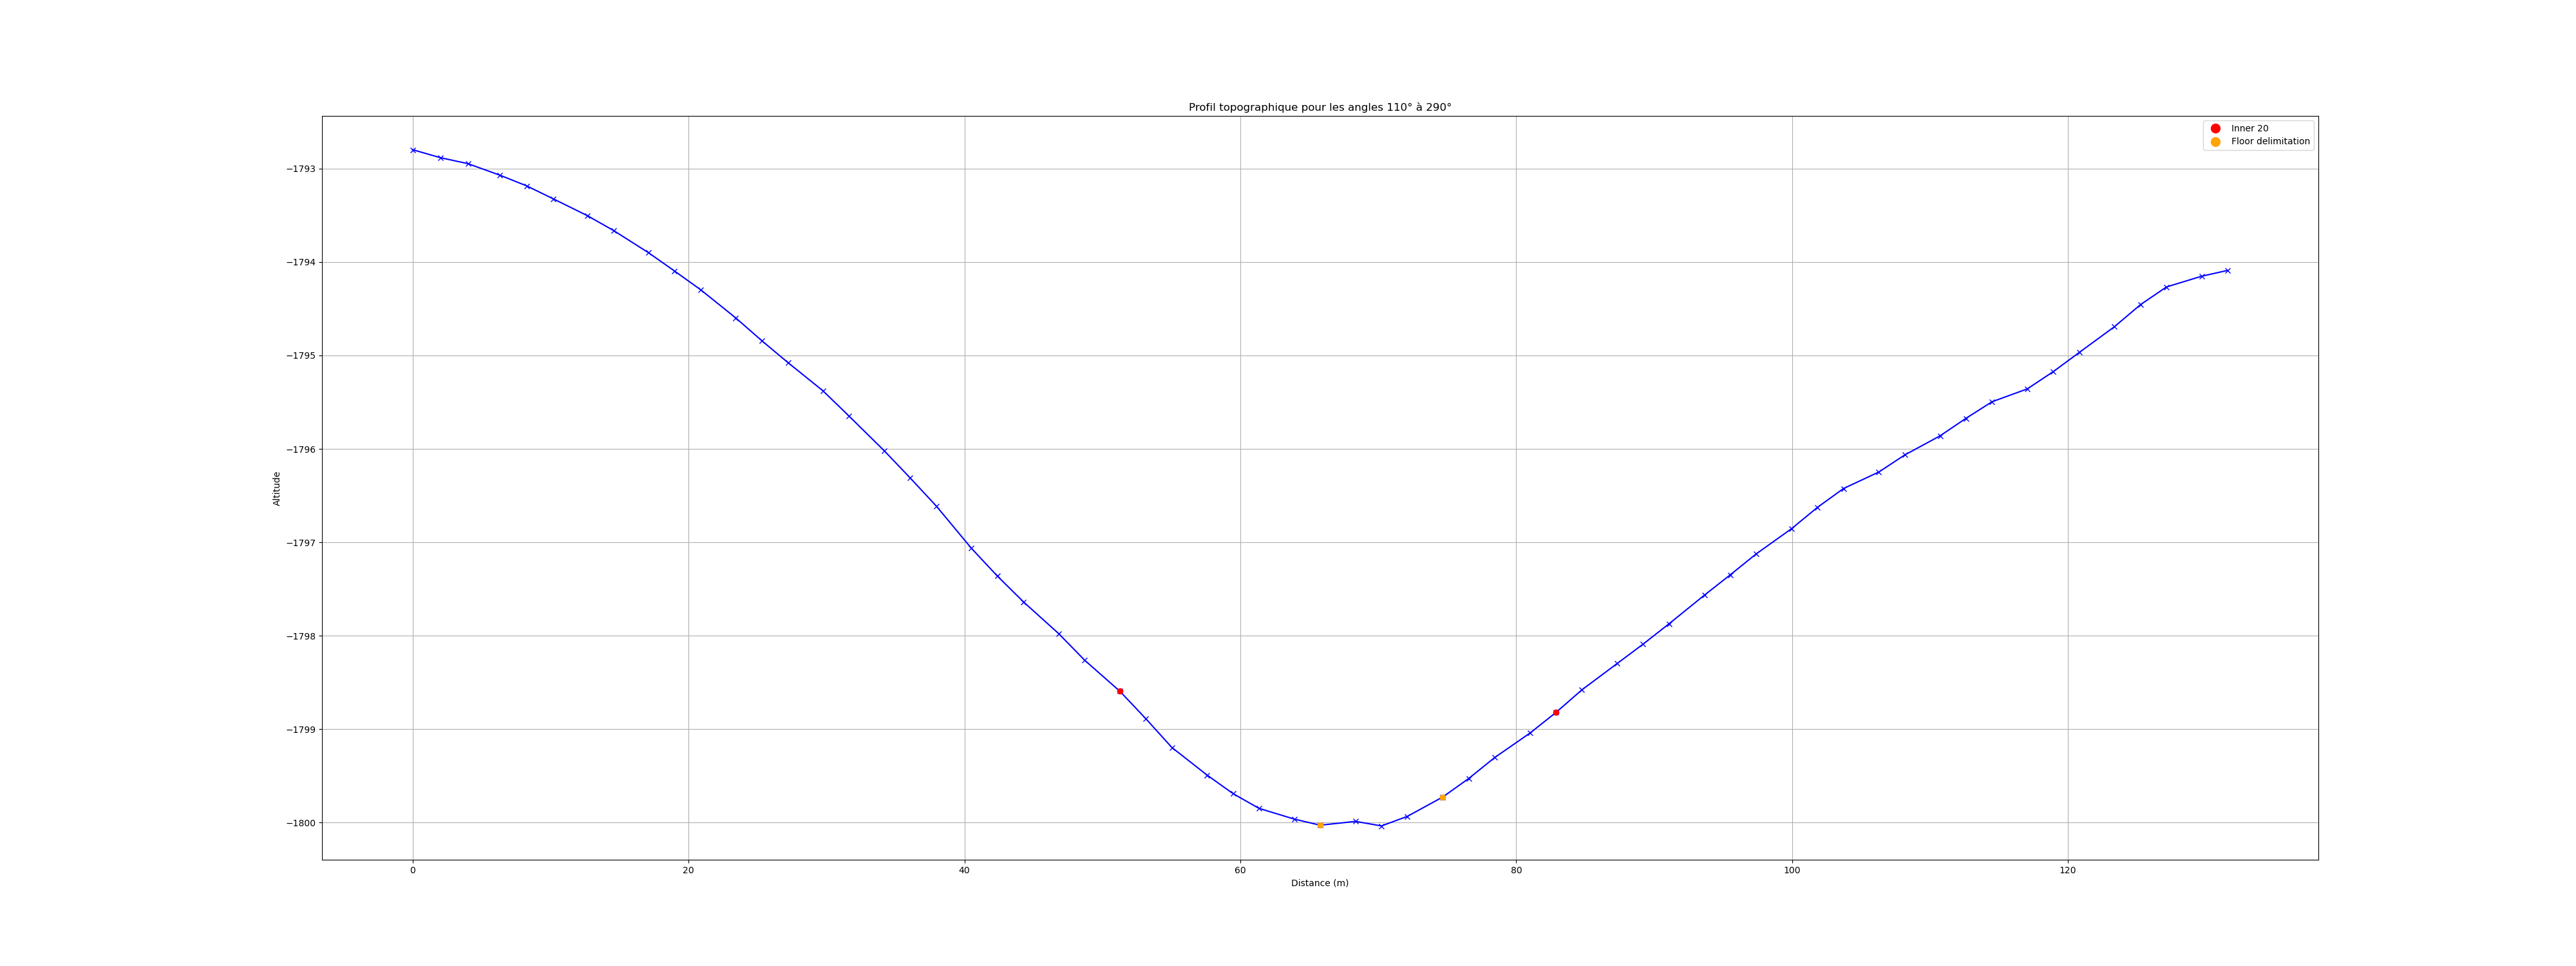 Profil topographique pour les angles 110° à 290°
Inner 20
Floor delimitation
Altitude
−1793
−1794
−1795
−1796
−1797
−1798
−1799
−1800
0 20 40 60 80 100 120
Distance (m)